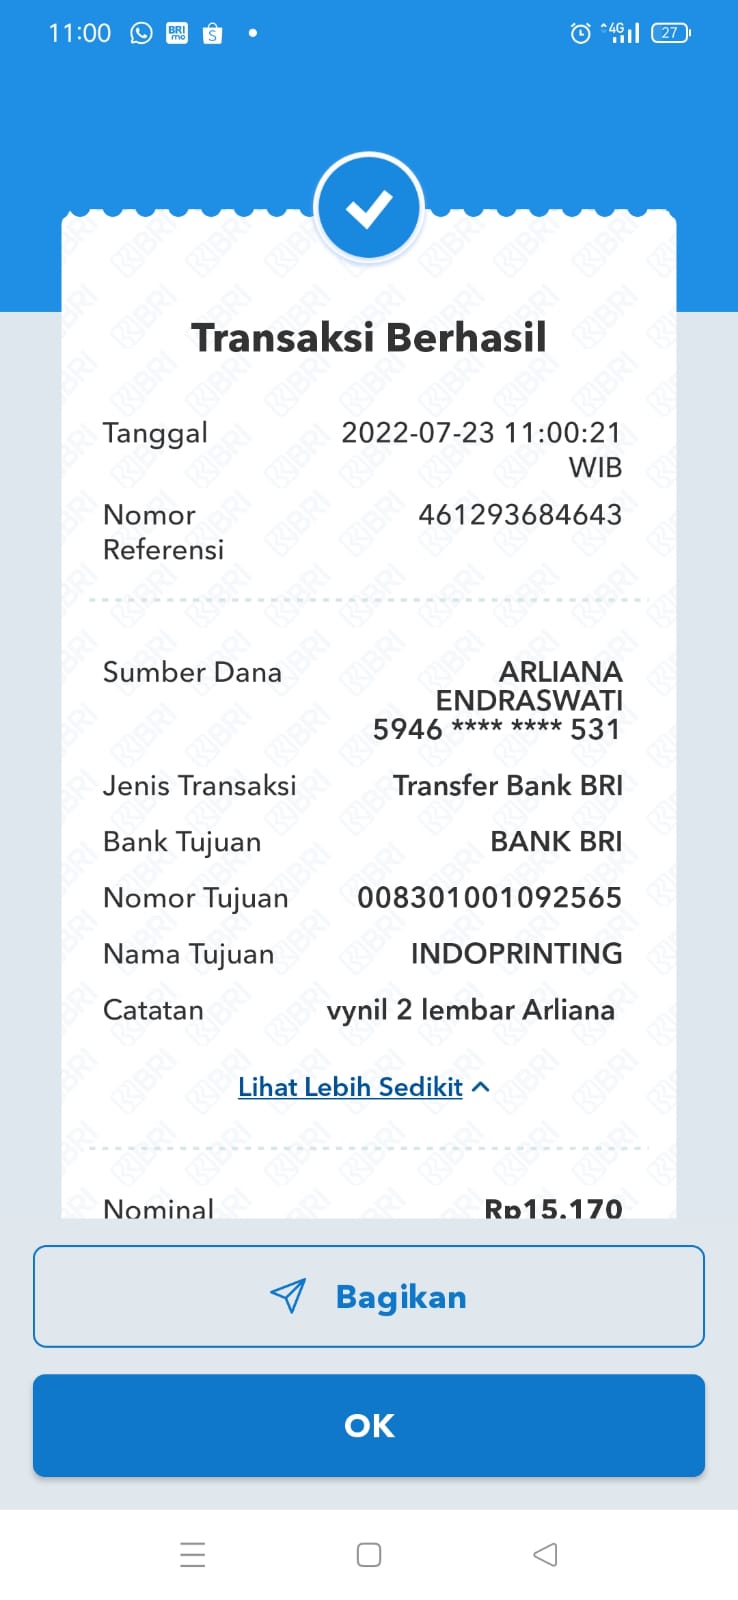 11:00 BRI mo S 4G 27
Transaksi Berhasil
Tanggal 2022-07-23 11:00:21
WIB
Nomor 461293684643
Referensi
Sumber Dana ARLIANA
ENDRASWATI
5946 **** **** 531
Jenis Transaksi Transfer Bank BRI
Bank Tujuan BANK BRI
Nomor Tujuan 008301001092565
Nama Tujuan INDOPRINTING
Catatan vynil 2 lembar Arliana
Lihat Lebih Sedikit
Nominal Rp15.170
Bagikan
OK